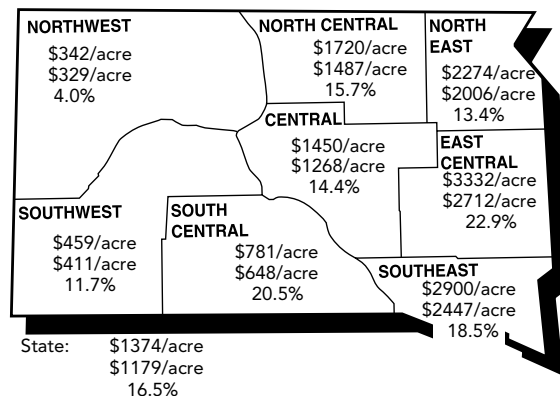 NORTHWEST
$342/acre
$329/acre
4.0%
NORTH CENTRAL
$1720/acre
$1487/acre
15.7%
NORTH
EAST
$2274/acre
$2006/acre
13.4%
CENTRAL
$1450/acre
$1268/acre
14.4%
EAST
CENTRAL
$3332/acre
$2712/acre
22.9%
SOUTHWEST
$459/acre
$411/acre
11.7%
SOUTH
CENTRAL
$781/acre
$648/acre
20.5%
SOUTHEAST
$2900/acre
$2447/acre
18.5%
State: $1374/acre
$1179/acre
16.5%